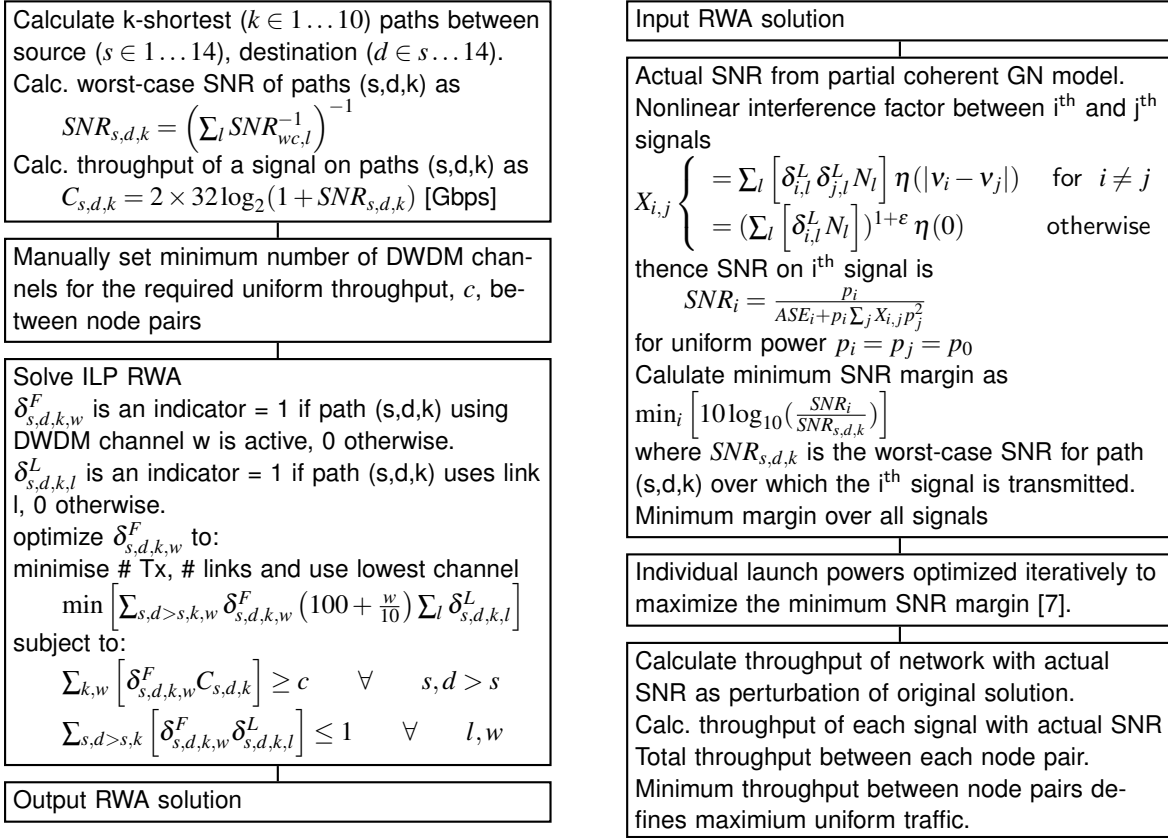 Calculate k-shortest (k ∈ 1…10) paths between
source (s ∈ 1…14), destination (d ∈ s…14).
Calc. worst-case SNR of paths (s,d,k) as
SNR_{s,d,k} = (∑_l SNR_{wc,l}^{-1})^{-1}
Calc. throughput of a signal on paths (s,d,k) as
C_{s,d,k} = 2 × 32 log_2(1 + SNR_{s,d,k}) [Gbps]
Manually set minimum number of DWDM chan-
nels for the required uniform throughput, c, be-
tween node pairs
Solve ILP RWA
δ^F_{s,d,k,w} is an indicator = 1 if path (s,d,k) using
DWDM channel w is active, 0 otherwise.
δ^L_{s,d,k,l} is an indicator = 1 if path (s,d,k) uses link
l, 0 otherwise.
optimize δ^F_{s,d,k,w} to:
minimise # Tx, # links and use lowest channel
min [∑_{s,d>s,k,w} δ^F_{s,d,k,w} (100 + w/10) ∑_l δ^L_{s,d,k,l}]
subject to:
∑_{k,w} [δ^F_{s,d,k,w} C_{s,d,k}] ≥ c ∀ s,d > s
∑_{s,d>s,k} [δ^F_{s,d,k,w} δ^L_{s,d,k,l}] ≤ 1 ∀ l,w
Output RWA solution
Input RWA solution
Actual SNR from partial coherent GN model.
Nonlinear interference factor between i^th and j^th
signals
X_{i,j} { = ∑_l [δ^L_{i,l} δ^L_{j,l} N_l] η(|ν_i − ν_j|) for i ≠ j
= (∑_l [δ^L_{i,l} N_l])^{1+ε} η(0) otherwise
thence SNR on i^th signal is
SNR_i = p_i / (ASE_i + p_i ∑_j X_{i,j} p_j^2)
for uniform power p_i = p_j = p_0
Calulate minimum SNR margin as
min_i [10 log_10(SNR_i / SNR_{s,d,k})]
where SNR_{s,d,k} is the worst-case SNR for path
(s,d,k) over which the i^th signal is transmitted.
Minimum margin over all signals
Individual launch powers optimized iteratively to
maximize the minimum SNR margin [7].
Calculate throughput of network with actual
SNR as perturbation of original solution.
Calc. throughput of each signal with actual SNR
Total throughput between each node pair.
Minimum throughput between node pairs de-
fines maximium uniform traffic.